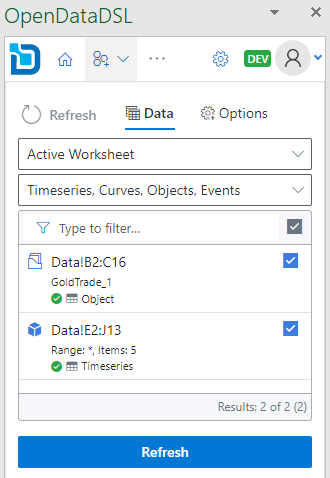 OpenDataDSL
DEV
Refresh
Data
Options
Active Worksheet
Timeseries, Curves, Objects, Events
Type to filter...
Data!B2:C16
GoldTrade_1
Object
Data!E2:J13
Range: *, Items: 5
Timeseries
Results: 2 of 2 (2)
Refresh